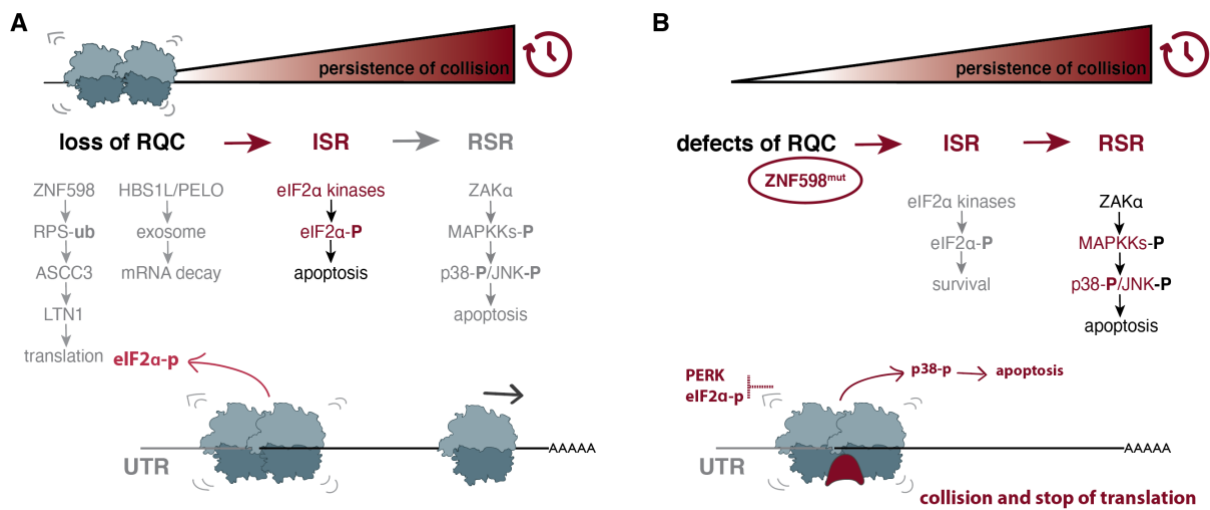 A
persistence of collision
loss of RQC
ISR
RSR
ZNF598
HBS1L/PELO
eIF2α kinases
ZAKα
RPS-ub
exosome
eIF2α-P
MAPKKs-P
ASCC3
mRNA decay
apoptosis
p38-P/JNK-P
LTN1
apoptosis
translation
eIF2α-p
UTR
AAAAA
B
persistence of collision
defects of RQC
ISR
RSR
ZNF598mut
eIF2α kinases
ZAKα
eIF2α-P
MAPKKs-P
survival
p38-P/JNK-P
apoptosis
PERK
eIF2α-p
p38-p
apoptosis
UTR
AAAAA
collision and stop of translation